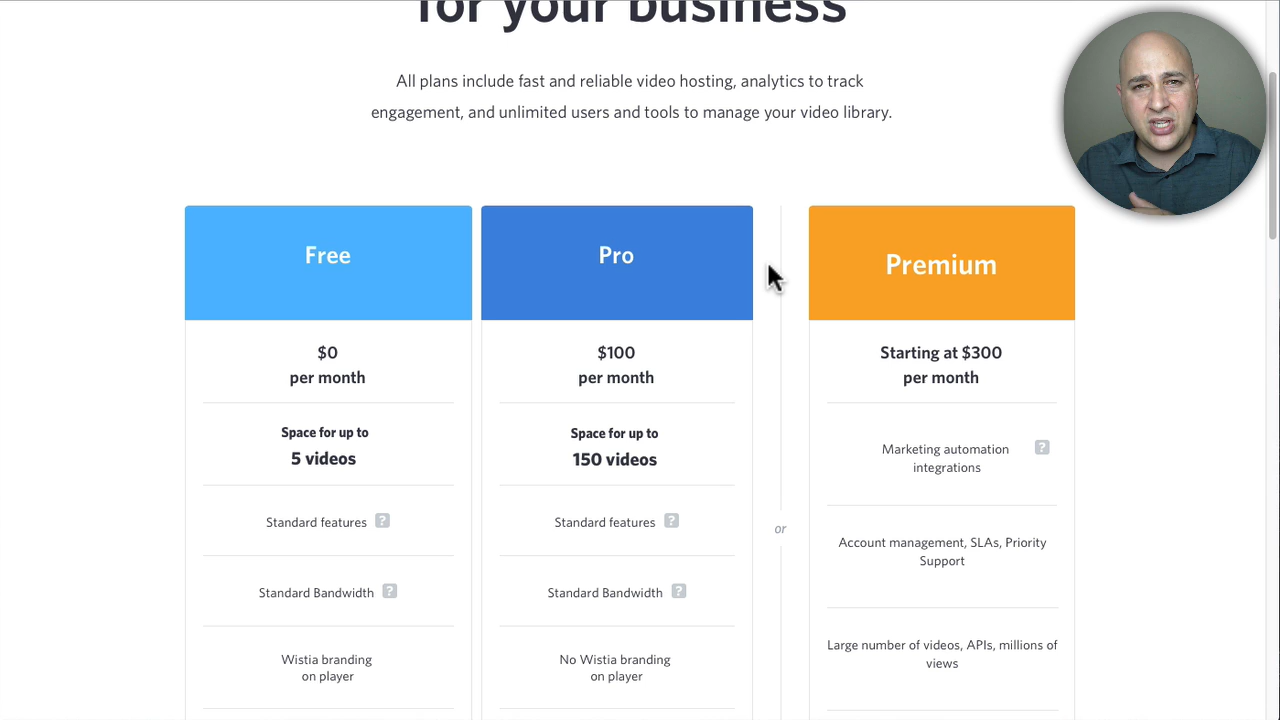 for your business
All plans include fast and reliable video hosting, analytics to track
engagement, and unlimited users and tools to manage your video library.
Free
$0
per month
Space for up to
5 videos
Standard features ?
Standard Bandwidth ?
Wistia branding
on player
Pro
$100
per month
Space for up to
150 videos
Standard features ?
Standard Bandwidth ?
No Wistia branding
on player
or
Premium
Starting at $300
per month
Marketing automation ?
integrations
Account management, SLAs, Priority
Support
Large number of videos, APIs, millions of
views